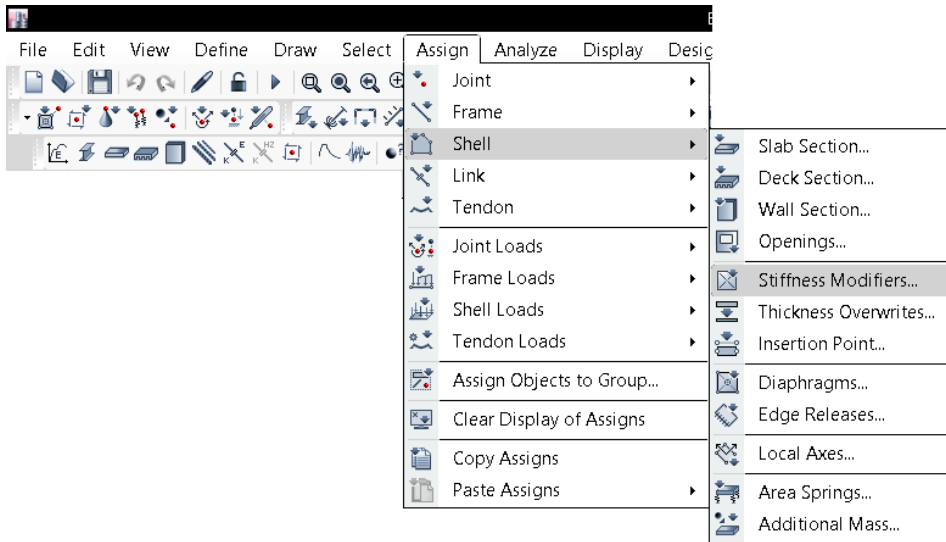 File Edit View Define Draw Select Assign Analyze Display Desig
Joint
Frame
Shell
Link
Tendon
Joint Loads
Frame Loads
Shell Loads
Tendon Loads
Assign Objects to Group...
Clear Display of Assigns
Copy Assigns
Paste Assigns
Slab Section...
Deck Section...
Wall Section...
Openings...
Stiffness Modifiers...
Thickness Overwrites...
Insertion Point...
Diaphragms...
Edge Releases...
Local Axes...
Area Springs...
Additional Mass...